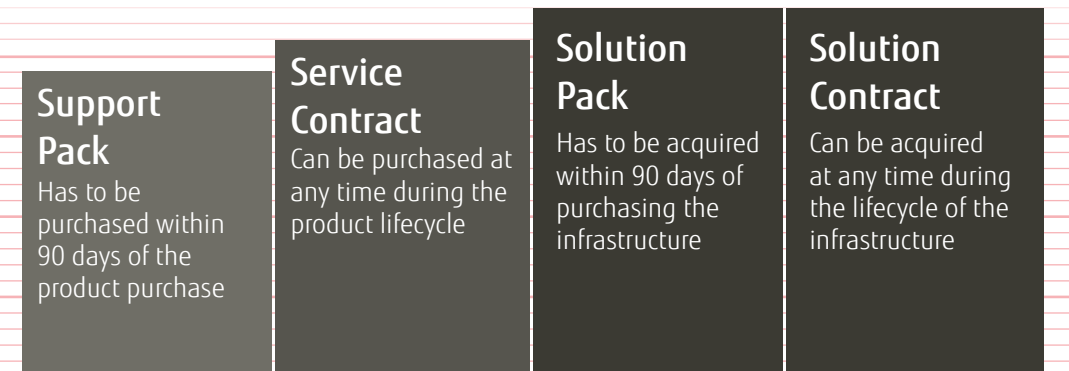 Support
Pack
Has to be
purchased within
90 days of the
product purchase
Service
Contract
Can be purchased at
any time during the
product lifecycle
Solution
Pack
Has to be acquired
within 90 days of
purchasing the
infrastructure
Solution
Contract
Can be acquired
at any time during
the lifecycle of the
infrastructure